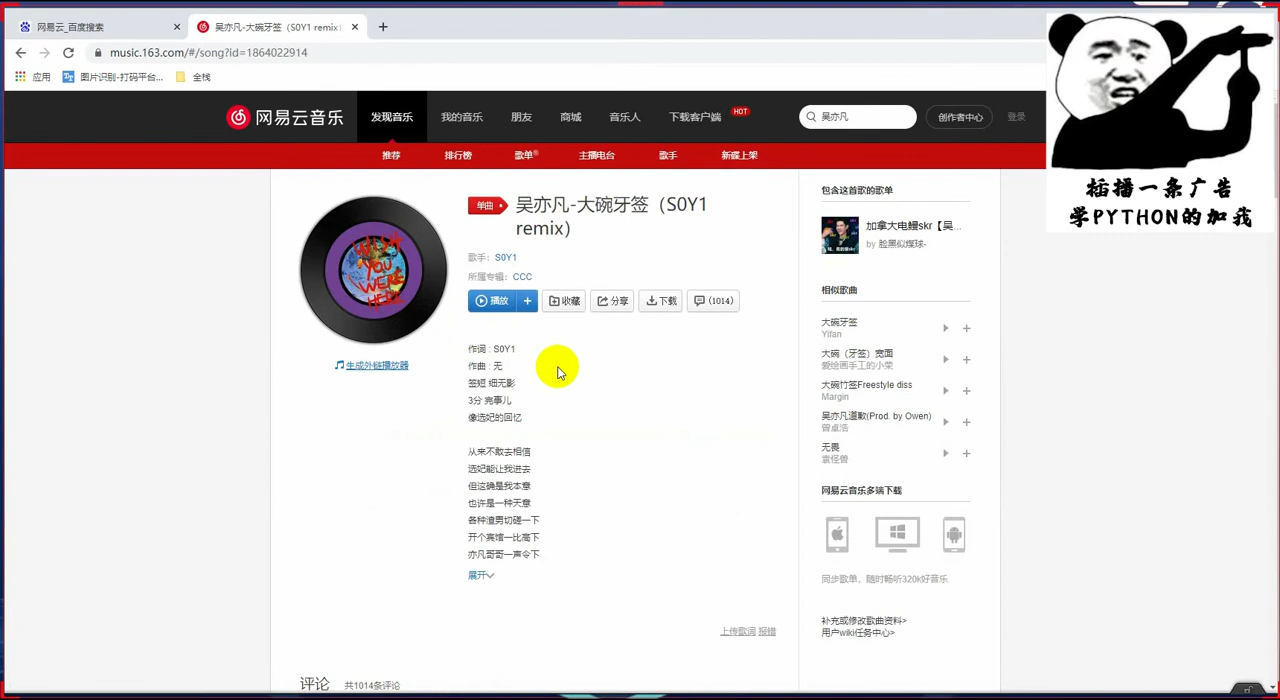 网易云_百度搜索
吴亦凡-大碗牙签（S0Y1 remix）
music.163.com/#/song?id=1864022914
应用
图片识别-打码平台...
全栈
网易云音乐
发现音乐
我的音乐
朋友
商城
音乐人
下载客户端
HOT
吴亦凡
创作者中心
登录
推荐
排行榜
歌单
主播电台
歌手
新碟上架
插播一条广告
学PYTHON的加我
单曲
吴亦凡-大碗牙签（S0Y1
remix）
歌手：S0Y1
所属专辑：CCC
播放
收藏
分享
下载
(1014)
WISH
YOU
WERE
HERE
生成外链播放器
作词 : S0Y1
作曲 : 无
签短 细无影
3分 完事儿
像选妃的回忆
从来不敢去相信
选妃能让我进去
但这确是我本意
也许是一种天意
各种渣男切磋一下
开个宾馆一比高下
亦凡哥哥一声令下
展开
上传歌词 报错
评论
共1014条评论
包含这首歌的歌单
加拿大电鳗skr【吴...
by 脸黑似煤球-
相似歌曲
大碗牙签
Yifan
大碗（牙签）宽面
爱绘画手工的小荣
大碗竹签Freestyle diss
Margin
吴亦凡道歉(Prod. by Owen)
曾卓浩
无畏
袁怪兽
网易云音乐多端下载
同步歌单，随时畅听320k好音乐
补充或修改歌曲资料>
用户wiki任务中心>